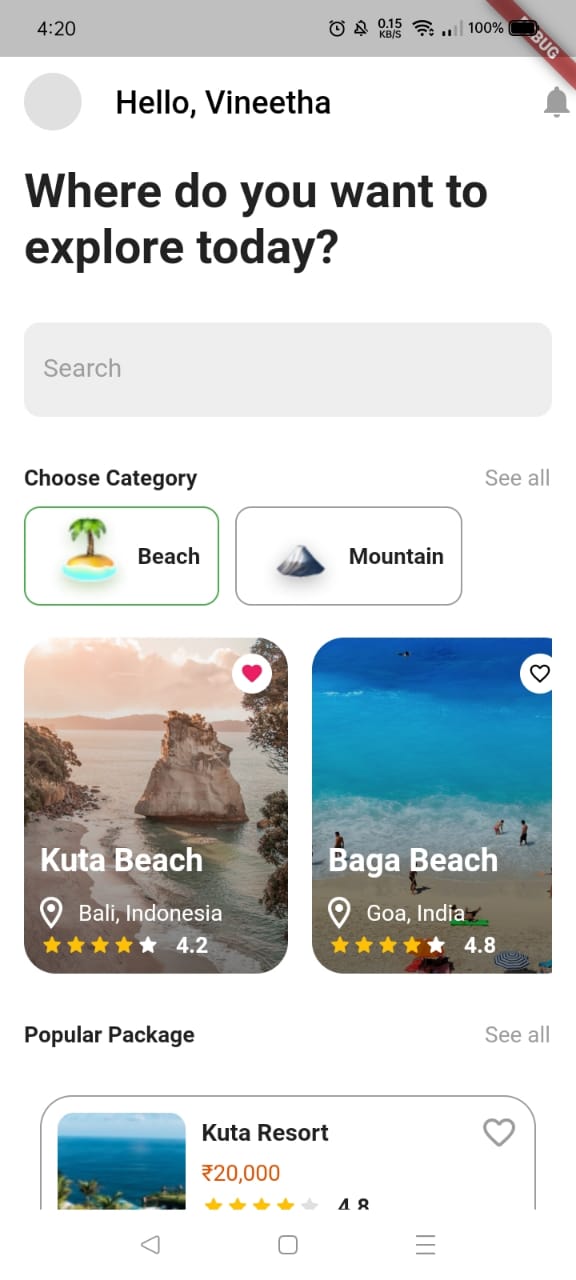 4:20 0.15 KB/S 100%
DEBUG
Hello, Vineetha
Where do you want to
explore today?
Search
Choose Category See all
Beach Mountain
Kuta Beach
Bali, Indonesia
4.2
Baga Beach
Goa, India
4.8
Popular Package See all
Kuta Resort
₹20,000
4.8